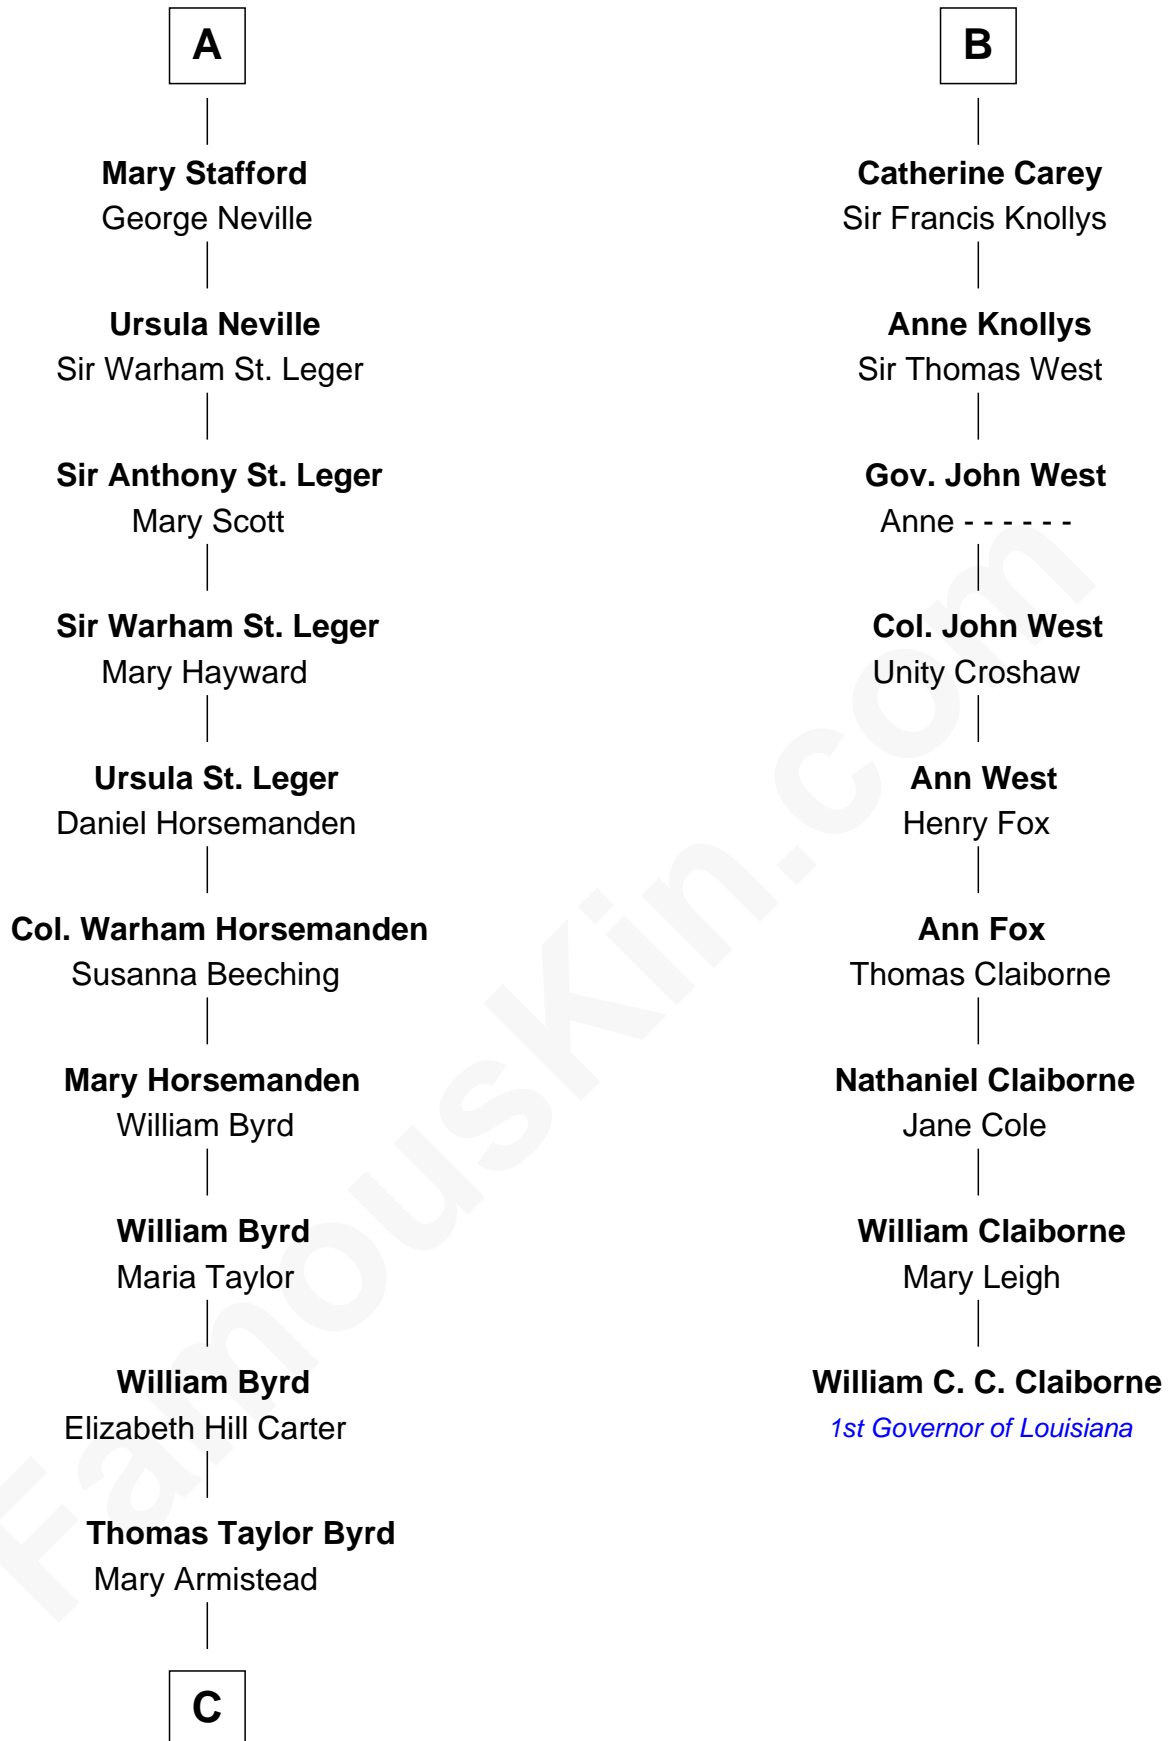 A
Mary Stafford
George Neville
Ursula Neville
Sir Warham St. Leger
Sir Anthony St. Leger
Mary Scott
Sir Warham St. Leger
Mary Hayward
Ursula St. Leger
Daniel Horsemanden
Col. Warham Horsemanden
Susanna Beeching
Mary Horsemanden
William Byrd
William Byrd
Maria Taylor
William Byrd
Elizabeth Hill Carter
Thomas Taylor Byrd
Mary Armistead
C
B
Catherine Carey
Sir Francis Knollys
Anne Knollys
Sir Thomas West
Gov. John West
Anne - - - - - -
Col. John West
Unity Croshaw
Ann West
Henry Fox
Ann Fox
Thomas Claiborne
Nathaniel Claiborne
Jane Cole
William Claiborne
Mary Leigh
William C. C. Claiborne
1st Governor of Louisiana
FamousKin.com